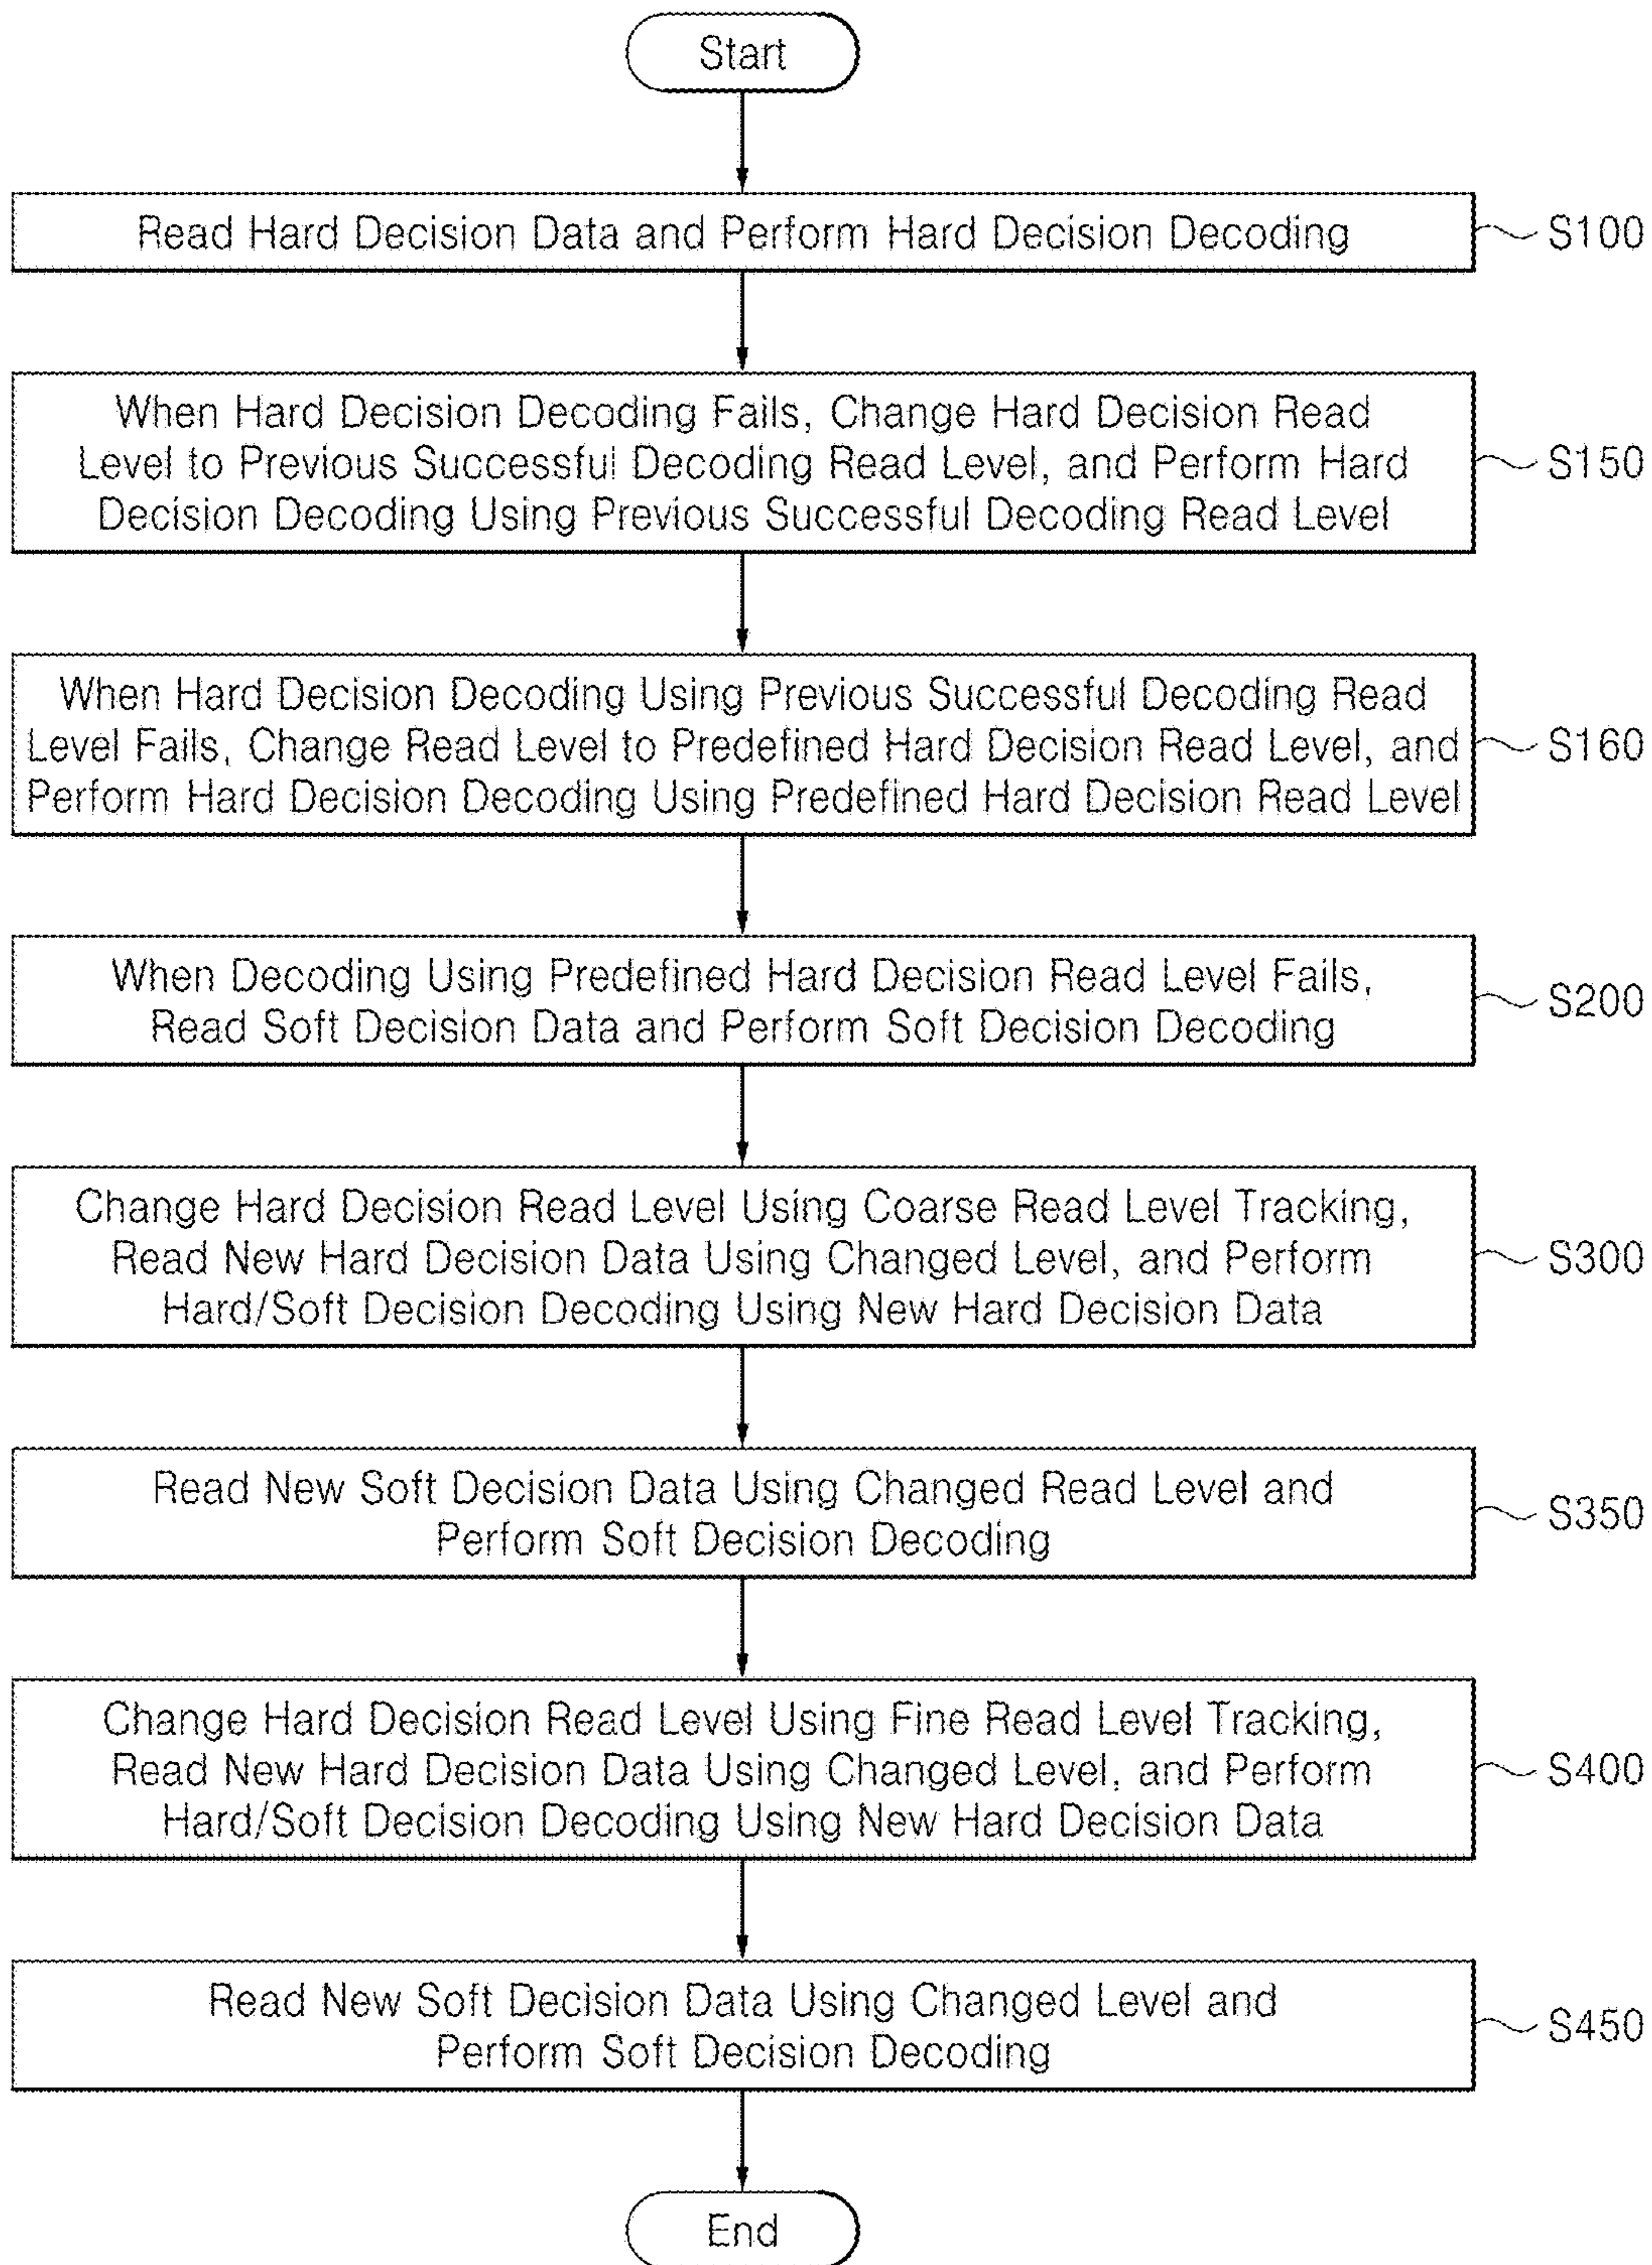 Start
Read Hard Decision Data and Perform Hard Decision Decoding
S100
When Hard Decision Decoding Fails, Change Hard Decision Read
Level to Previous Successful Decoding Read Level, and Perform Hard
Decision Decoding Using Previous Successful Decoding Read Level
S150
When Hard Decision Decoding Using Previous Successful Decoding Read
Level Fails, Change Read Level to Predefined Hard Decision Read Level, and
Perform Hard Decision Decoding Using Predefined Hard Decision Read Level
S160
When Decoding Using Predefined Hard Decision Read Level Fails,
Read Soft Decision Data and Perform Soft Decision Decoding
S200
Change Hard Decision Read Level Using Coarse Read Level Tracking,
Read New Hard Decision Data Using Changed Level, and Perform
Hard/Soft Decision Decoding Using New Hard Decision Data
S300
Read New Soft Decision Data Using Changed Read Level and
Perform Soft Decision Decoding
S350
Change Hard Decision Read Level Using Fine Read Level Tracking,
Read New Hard Decision Data Using Changed Level, and Perform
Hard/Soft Decision Decoding Using New Hard Decision Data
S400
Read New Soft Decision Data Using Changed Level and
Perform Soft Decision Decoding
S450
End